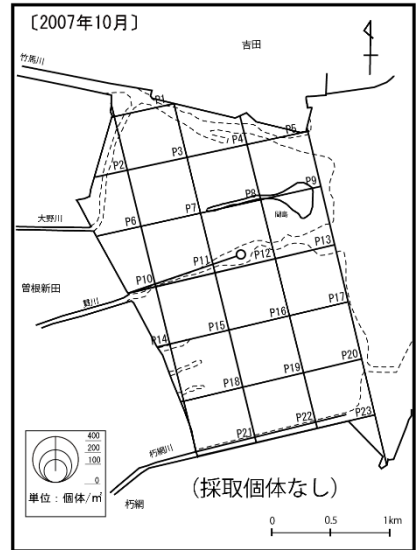 〔2007年10月〕
吉田
竹馬川
P1
P4
P5
P2
P3
P8
P9
P7
間島
大野川
P6
P12
P13
P11
曽根新田
P10
貫川
P17
P16
P15
P14
P20
P19
P18
P23
P22
P21
朽網川
400
200
100
0
単位：個体/㎡
朽網
(採取個体なし)
0 0.5 1km